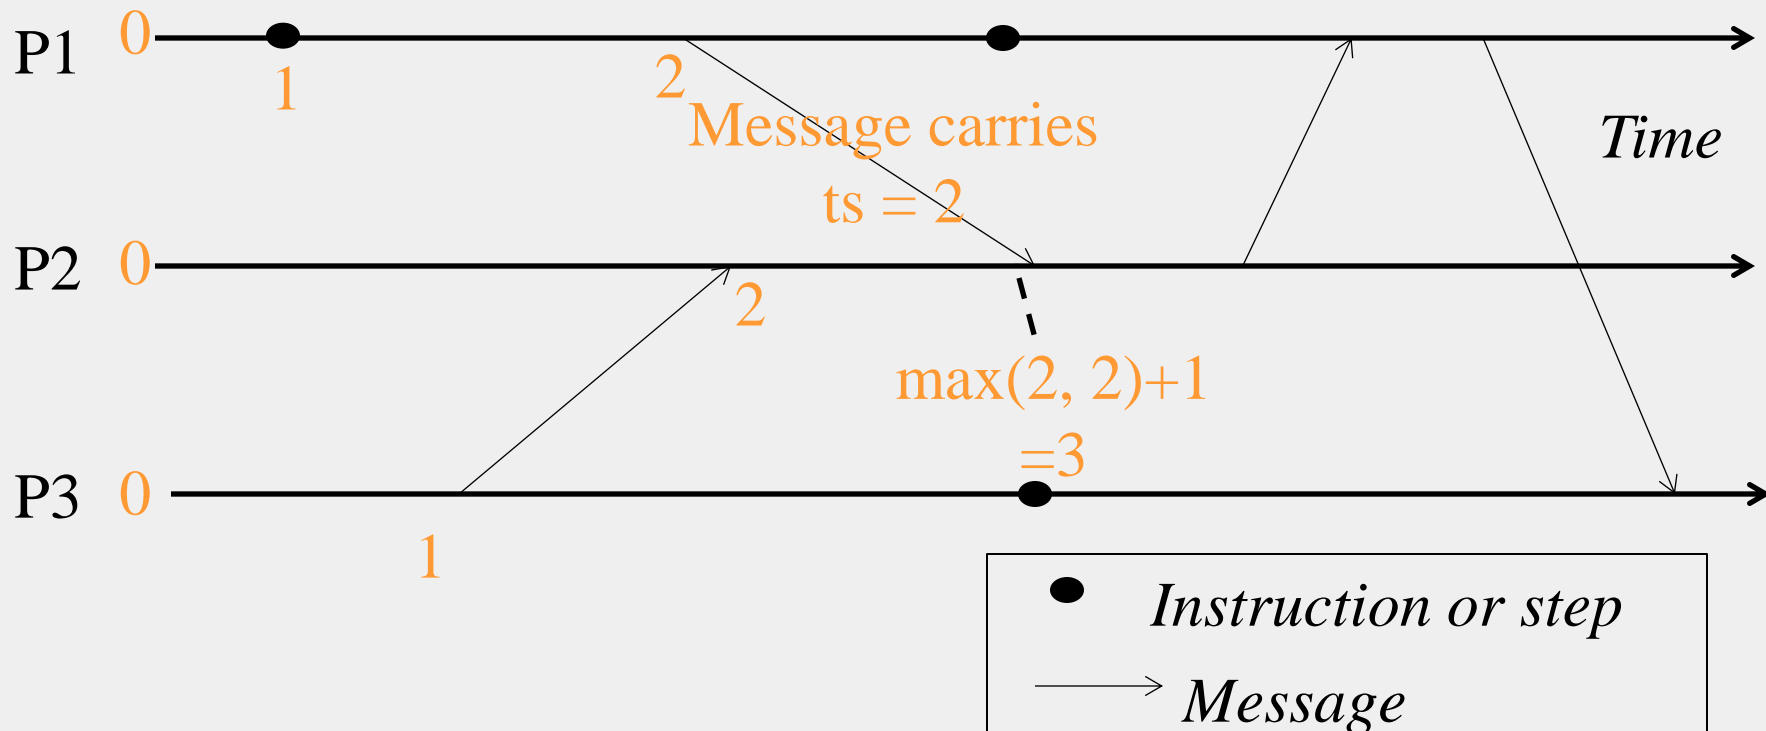 P1 0
1
2
Message carries
ts = 2
Time
P2 0
2
max(2, 2)+1
=3
P3 0
1
Instruction or step
Message